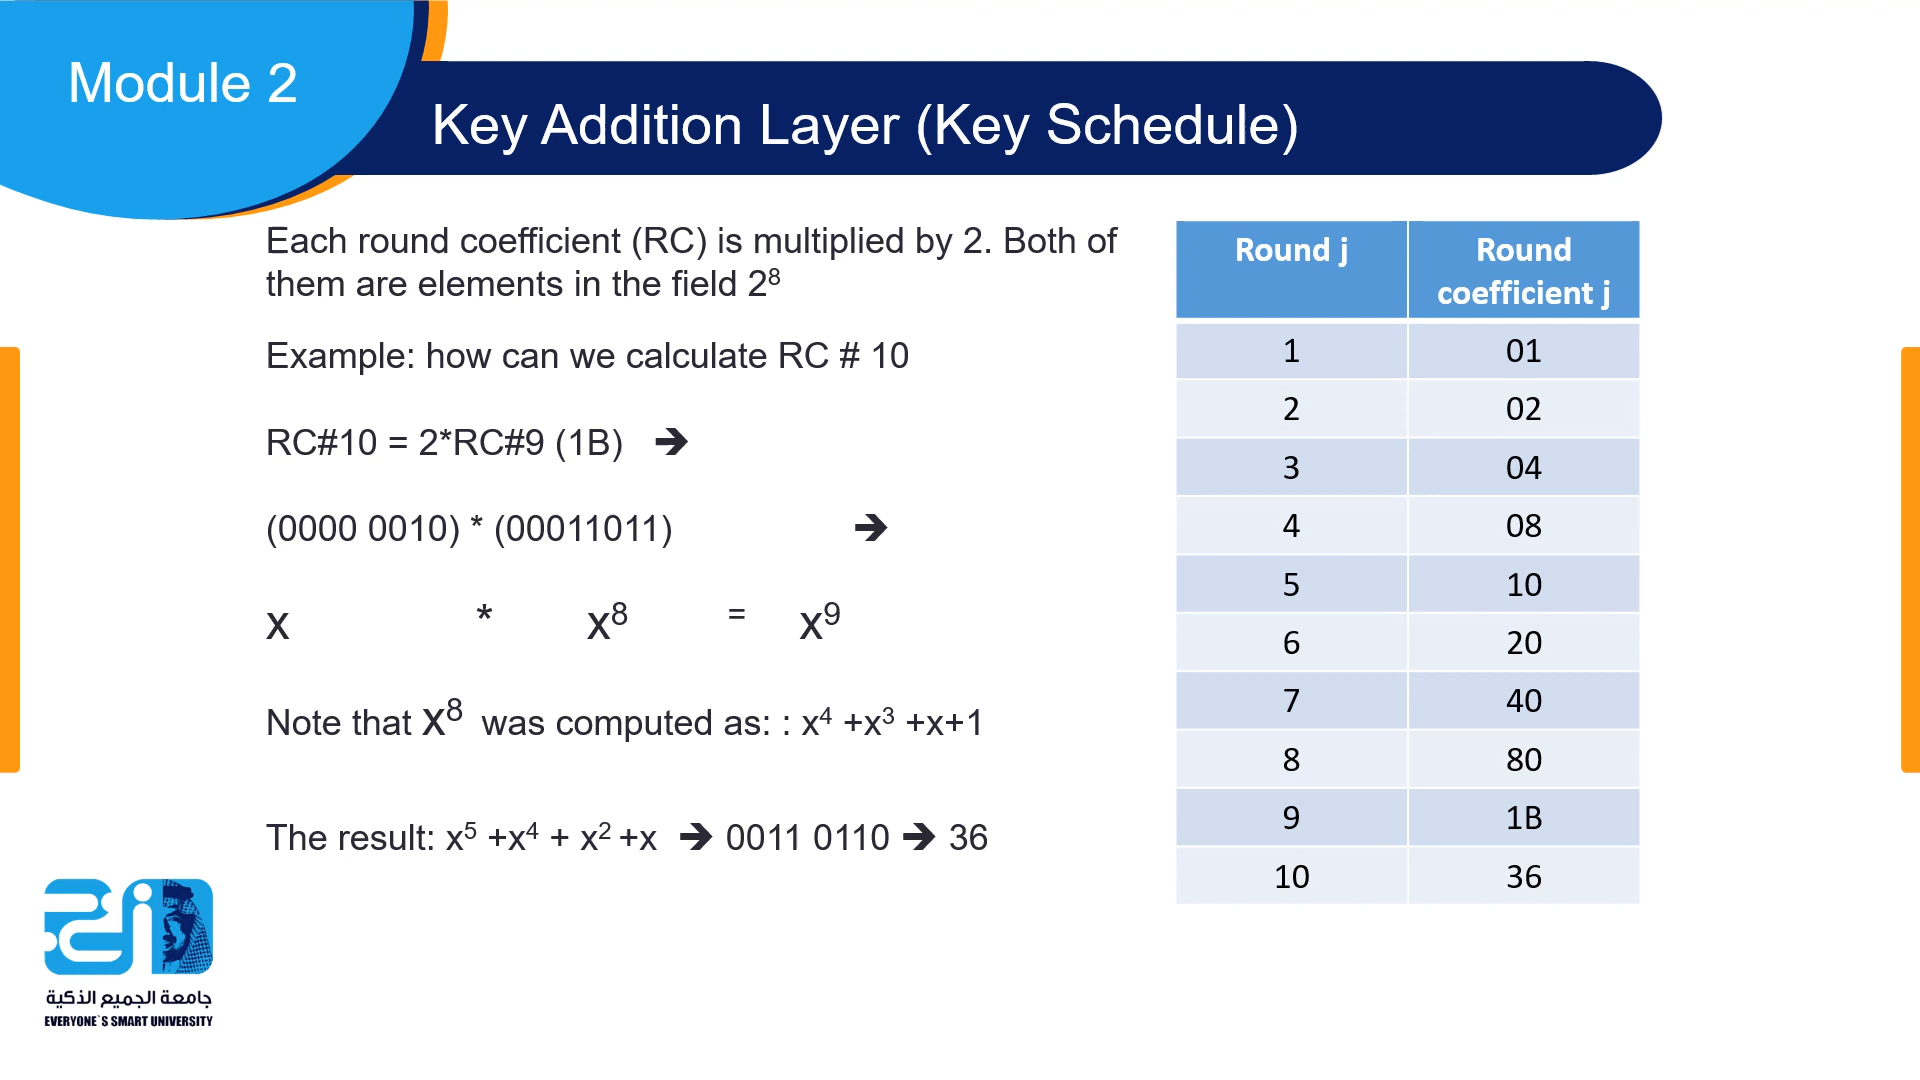 Module 2
Key Addition Layer (Key Schedule)
Each round coefficient (RC) is multiplied by 2. Both of
them are elements in the field 2⁸
Example: how can we calculate RC # 10
RC#10 = 2*RC#9 (1B) ➔
(0000 0010) * (00011011) ➔
x * x⁸ = x⁹
Note that x⁸ was computed as: : x⁴ +x³ +x+1
The result: x⁵ +x⁴ + x² +x ➔ 0011 0110 ➔ 36
Round j Round
coefficient j
1 01
2 02
3 04
4 08
5 10
6 20
7 40
8 80
9 1B
10 36
جامعة الجميع الذكية
EVERYONE`S SMART UNIVERSITY